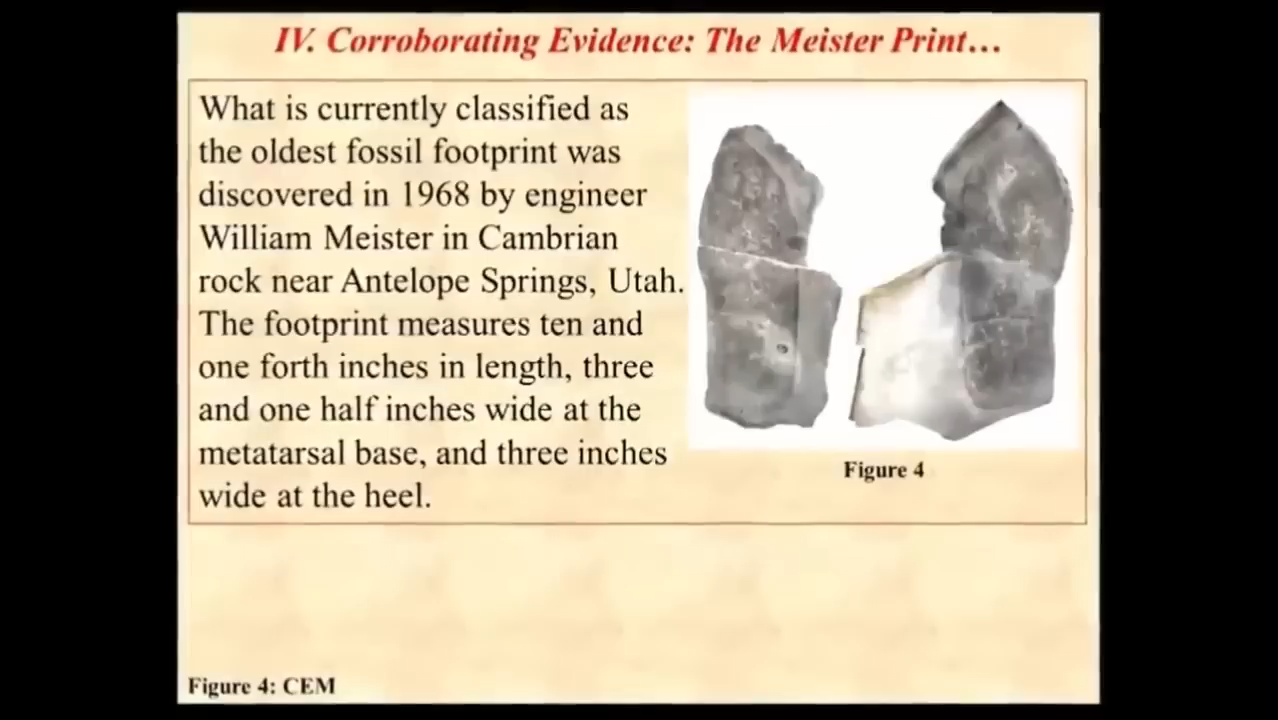 IV. Corroborating Evidence: The Meister Print...
What is currently classified as
the oldest fossil footprint was
discovered in 1968 by engineer
William Meister in Cambrian
rock near Antelope Springs, Utah.
The footprint measures ten and
one forth inches in length, three
and one half inches wide at the
metatarsal base, and three inches
wide at the heel.
Figure 4
Figure 4: CEM